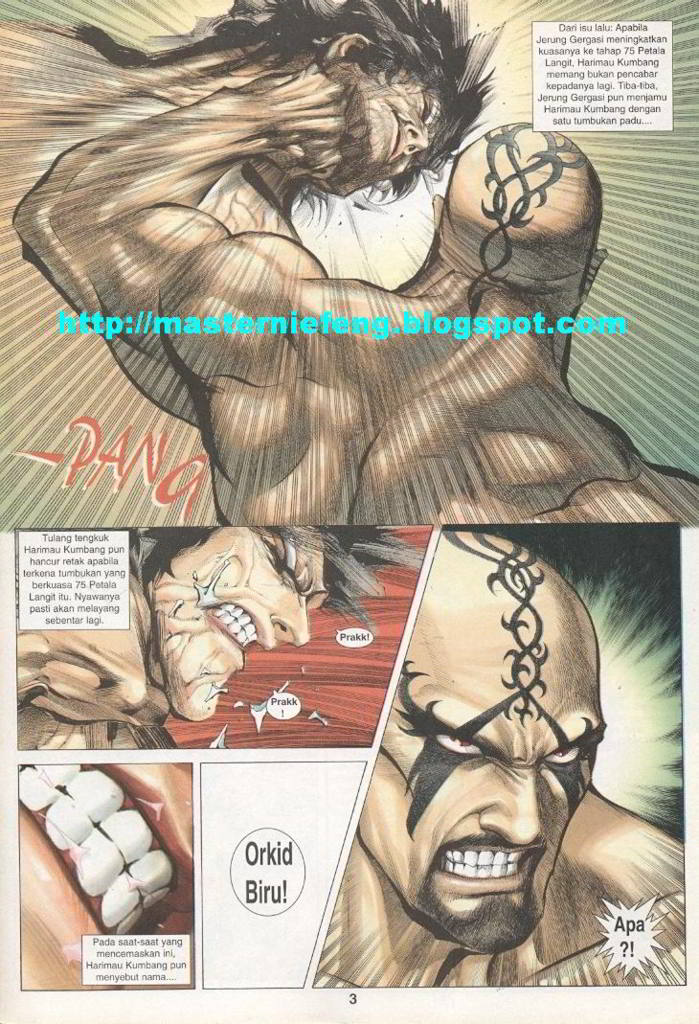 Dari isu lalu: Apabila
Jerung Gergasi meningkatkan
kuasanya ke tahap 75 Petala
Langit, Harimau Kumbang
memang bukan pencabar
kepadanya lagi. Tiba-tiba,
Jerung Gergasi pun menjamu
Harimau Kumbang dengan
satu tumbukan padu....
http://masterniefeng.blogspot.com
PANG
Tulang tengkuk
Harimau Kumbang pun
hancur retak apabila
terkena tumbukan yang
berkuasa 75 Petala
Langit itu. Nyawanya
pasti akan melayang
sebentar lagi.
Prakk!
Prakk
!
Orkid
Biru!
Pada saat-saat yang
mencemaskan ini,
Harimau Kumbang pun
menyebut nama....
Apa
?!
3